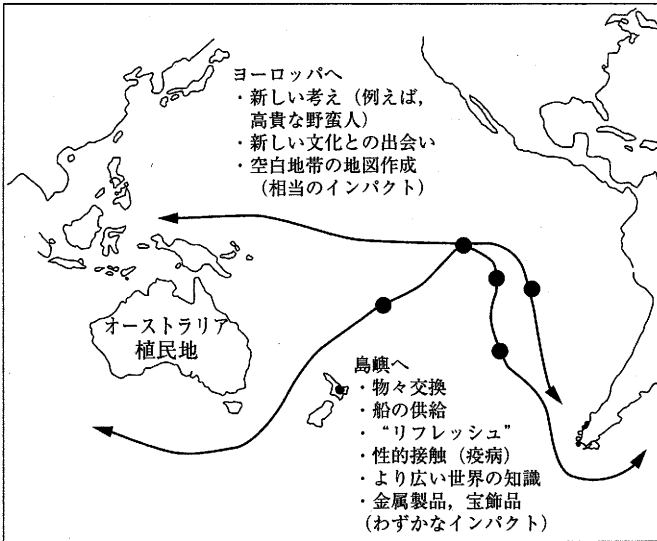 ヨーロッパへ
・新しい考え（例えば，
高貴な野蛮人）
・新しい文化との出会い
・空白地帯の地図作成
（相当のインパクト）
オーストラリア
植民地
島嶼へ
・物々交換
・船の供給
・“リフレッシュ”
・性的接触（疫病）
・より広い世界の知識
・金属製品，宝飾品
（わずかなインパクト）